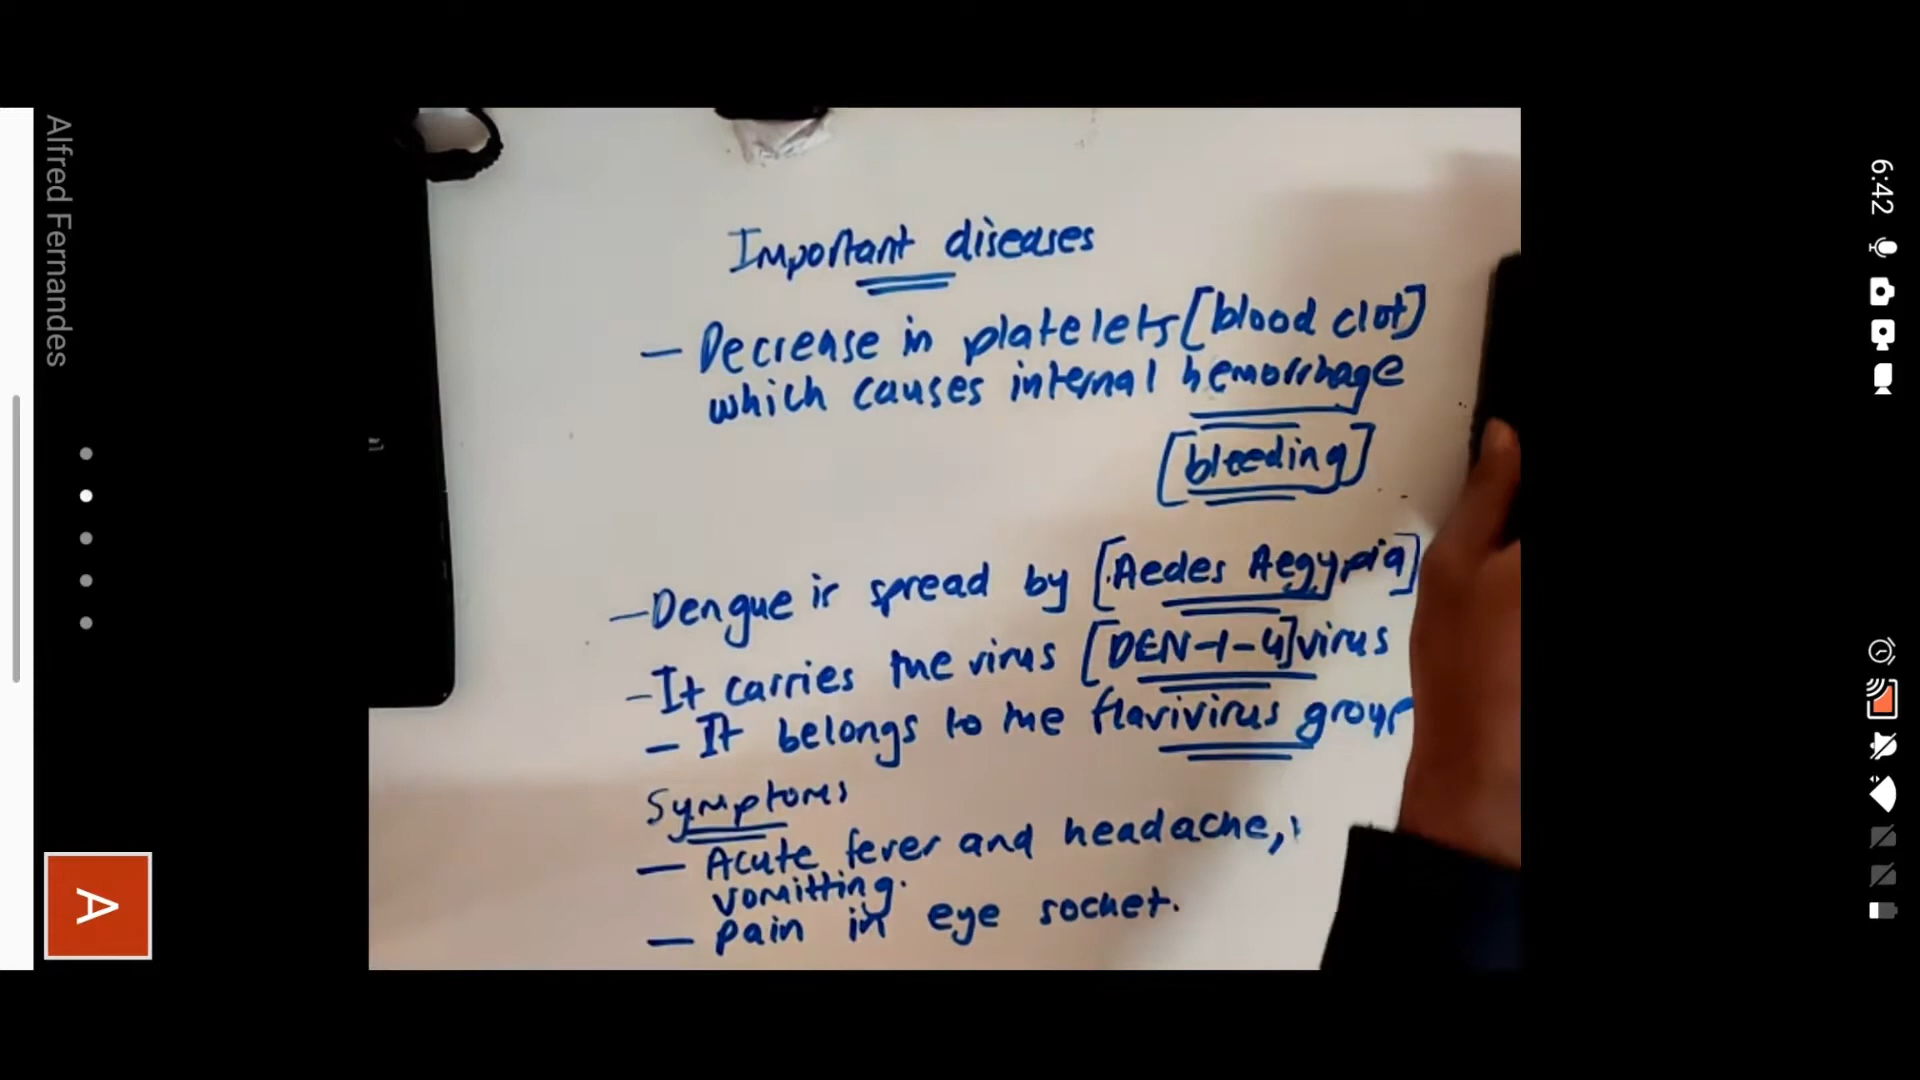 Important diseases
– Decrease in platelets [blood clot]
which causes internal hemorrhage
[bleeding]
– Dengue is spread by [Aedes Aegypia]
– It carries the virus [DEN-1-4] virus
– It belongs to the flavivirus group
Symptoms
– Acute fever and headache,
vomitting.
– pain in eye socket.
Alfred Fernandes
A
6:42